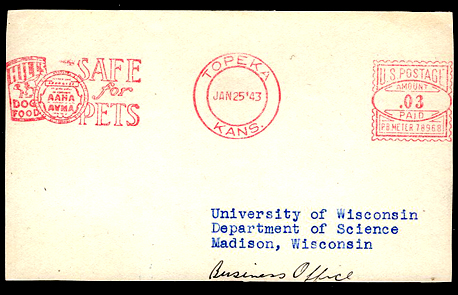 HILL'S
DOG
FOOD
AAHA
AVMA
SAFE
for
PETS
TOPEKA
JAN 25 '43
KANS.
U.S. POSTAGE
AMOUNT
.03
PAID
P.B. METER 78968
University of Wisconsin
Department of Science
Madison, Wisconsin
Business Office